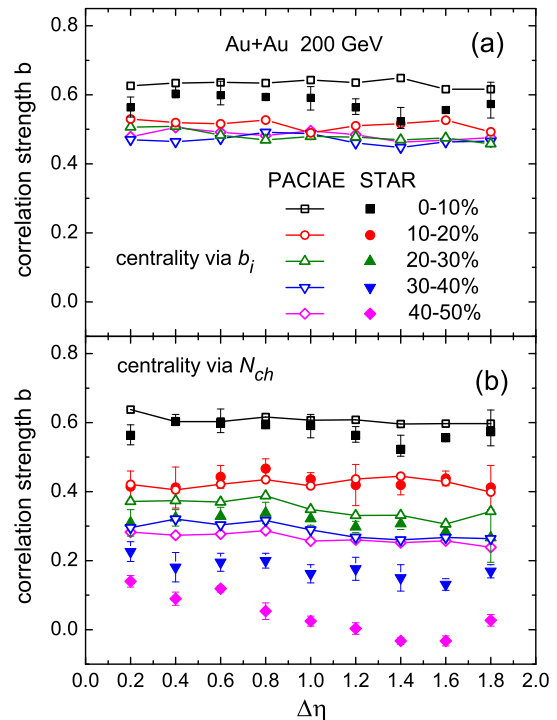 Au+Au 200 GeV
(a)
correlation strength b
0.8
0.6
0.4
0.2
0.0
PACIAE STAR
0-10%
10-20%
20-30%
30-40%
40-50%
centrality via b_i
centrality via N_ch
(b)
correlation strength b
0.8
0.6
0.4
0.2
0.0
0.0 0.2 0.4 0.6 0.8 1.0 1.2 1.4 1.6 1.8 2.0
Δη